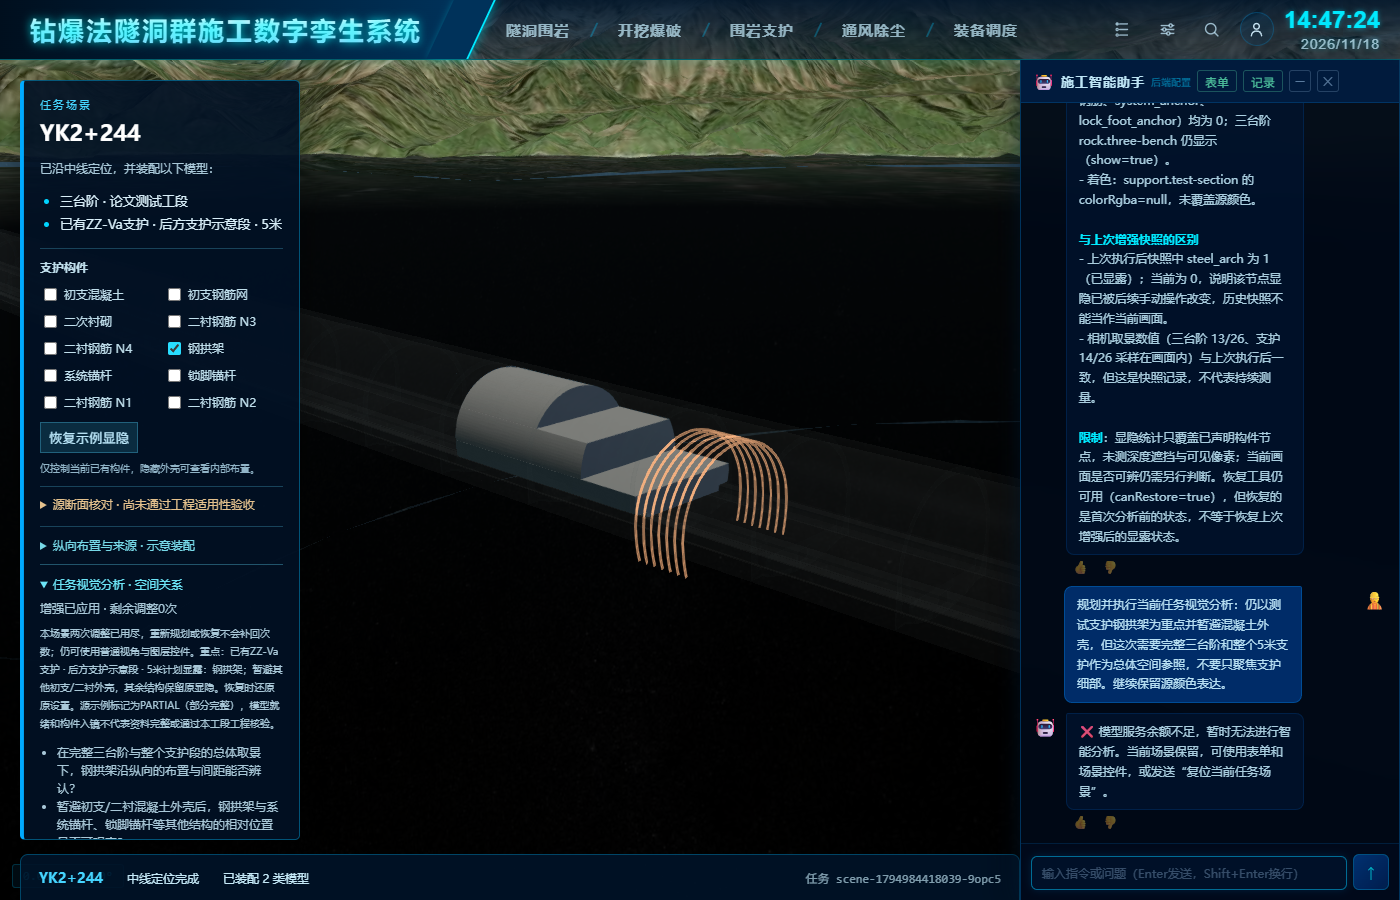 钻爆法隧洞群施工数字孪生系统
隧洞围岩 / 开挖爆破 / 围岩支护 / 通风除尘 / 装备调度
14:47:24
2026/11/18
任务场景
YK2+244
已沿中线定位，并装配以下模型：
三台阶 · 论文测试工段
已有ZZ-Va支护 · 后方支护示意段 · 5米
支护构件
初支混凝土 初支钢筋网
二次衬砌 二衬钢筋 N3
二衬钢筋 N4 钢拱架
系统锚杆 锁脚锚杆
二衬钢筋 N1 二衬钢筋 N2
恢复示例显隐
仅控制当前已有构件，隐藏外壳可查看内部布置。
源断面核对 · 尚未通过工程适用性验收
纵向布置与来源 · 示意装配
任务视觉分析 · 空间关系
增强已应用 · 剩余调整0次
本场景两次调整已用尽，重新规划或恢复不会补回次
数；仍可使用普通视角与图层控件。重点：已有ZZ-Va
支护 · 后方支护示意段 · 5米计划显露：钢拱架；暂避其
他初支/二衬外壳，其余结构保留原显隐。恢复时还原
原设置。源示例标记为PARTIAL（部分完整），模型就
绪和构件入镜不代表资料完整或通过本工段工程核验。
在完整三台阶与整个支护段的总体取景
下，钢拱架沿纵向的布置与间距能否辨
认？
暂避初支/二衬混凝土外壳后，钢拱架与系
统锚杆、锁脚锚杆等其他结构的相对位置
YK2+244 中线定位完成 已装配 2 类模型 任务 scene-1794984418039-9opc5
施工智能助手 后端配置 表单 记录
lock_foot_anchor）均为 0；三台阶
rock.three-bench 仍显示
（show=true）。
- 着色：support.test-section 的
colorRgba=null，未覆盖源颜色。
与上次增强快照的区别
- 上次执行后快照中 steel_arch 为 1
（已显露）；当前为 0，说明该节点显
隐已被后续手动操作改变，历史快照不
能当作当前画面。
- 相机取景数值（三台阶 13/26、支护
14/26 采样在画面内）与上次执行后一
致，但这是快照记录，不代表持续测
量。
限制：显隐统计只覆盖已声明构件节
点，未测深度遮挡与可见像素；当前画
面是否可辨仍需另行判断。恢复工具仍
可用（canRestore=true），但恢复的
是首次分析前的状态，不等于恢复上次
增强后的显露状态。
规划并执行当前任务视觉分析：仍以测
试支护钢拱架为重点并暂避混凝土外
壳，但这次需要完整三台阶和整个5米支
护作为总体空间参照，不要只聚焦支护
细部。继续保留源颜色表达。
❌ 模型服务余额不足，暂时无法进行智
能分析。当前场景保留，可使用表单和
场景控件，或发送“复位当前任务场
景”。
输入指令或问题（Enter发送，Shift+Enter换行）